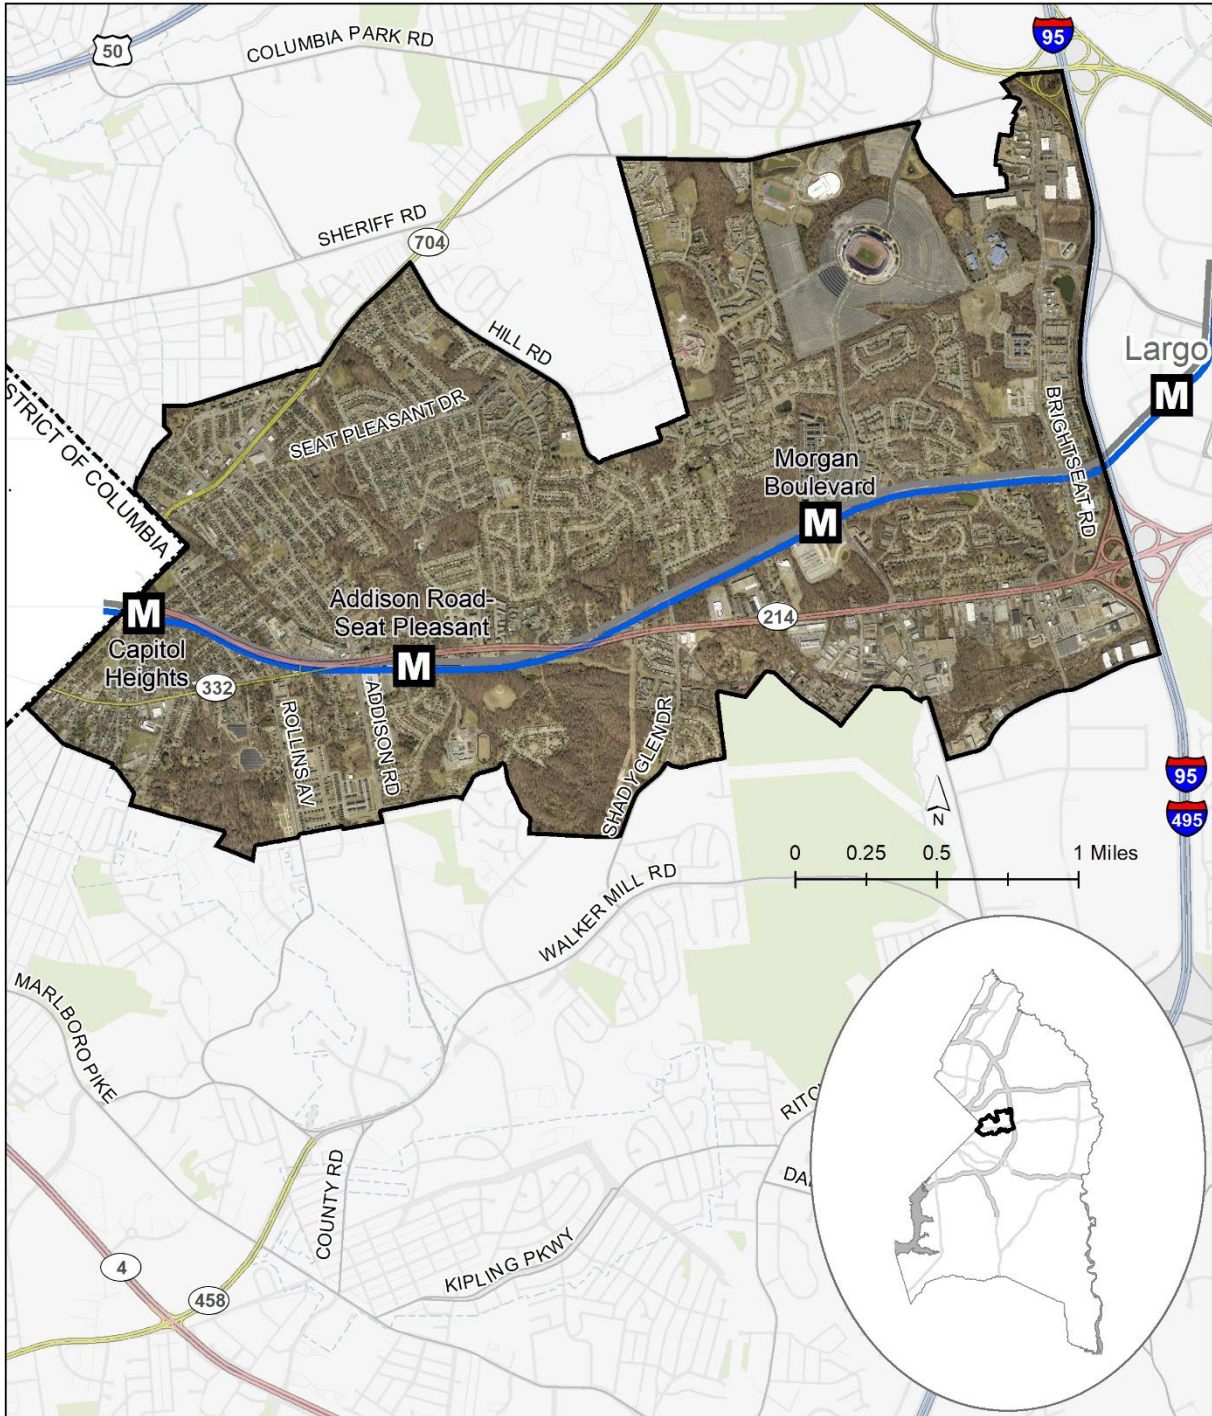 50
COLUMBIA PARK RD
95
SHERIFF RD
704
HILL RD
Largo
M
SEAT PLEASANT DR
BRIGHTSEAT RD
STRICT OF COLUMBIA
Morgan
Boulevard
M
Addison Road-
Seat Pleasant
M
M
Capitol
Heights
214
332
ROLLINS AV
ADDISON RD
SHADY GLEN DR
95
495
N
0 0.25 0.5 1 Miles
WALKER MILL RD
MARLBORO PIKE
RITC
DA
COUNTY RD
KIPLING PKWY
4
458